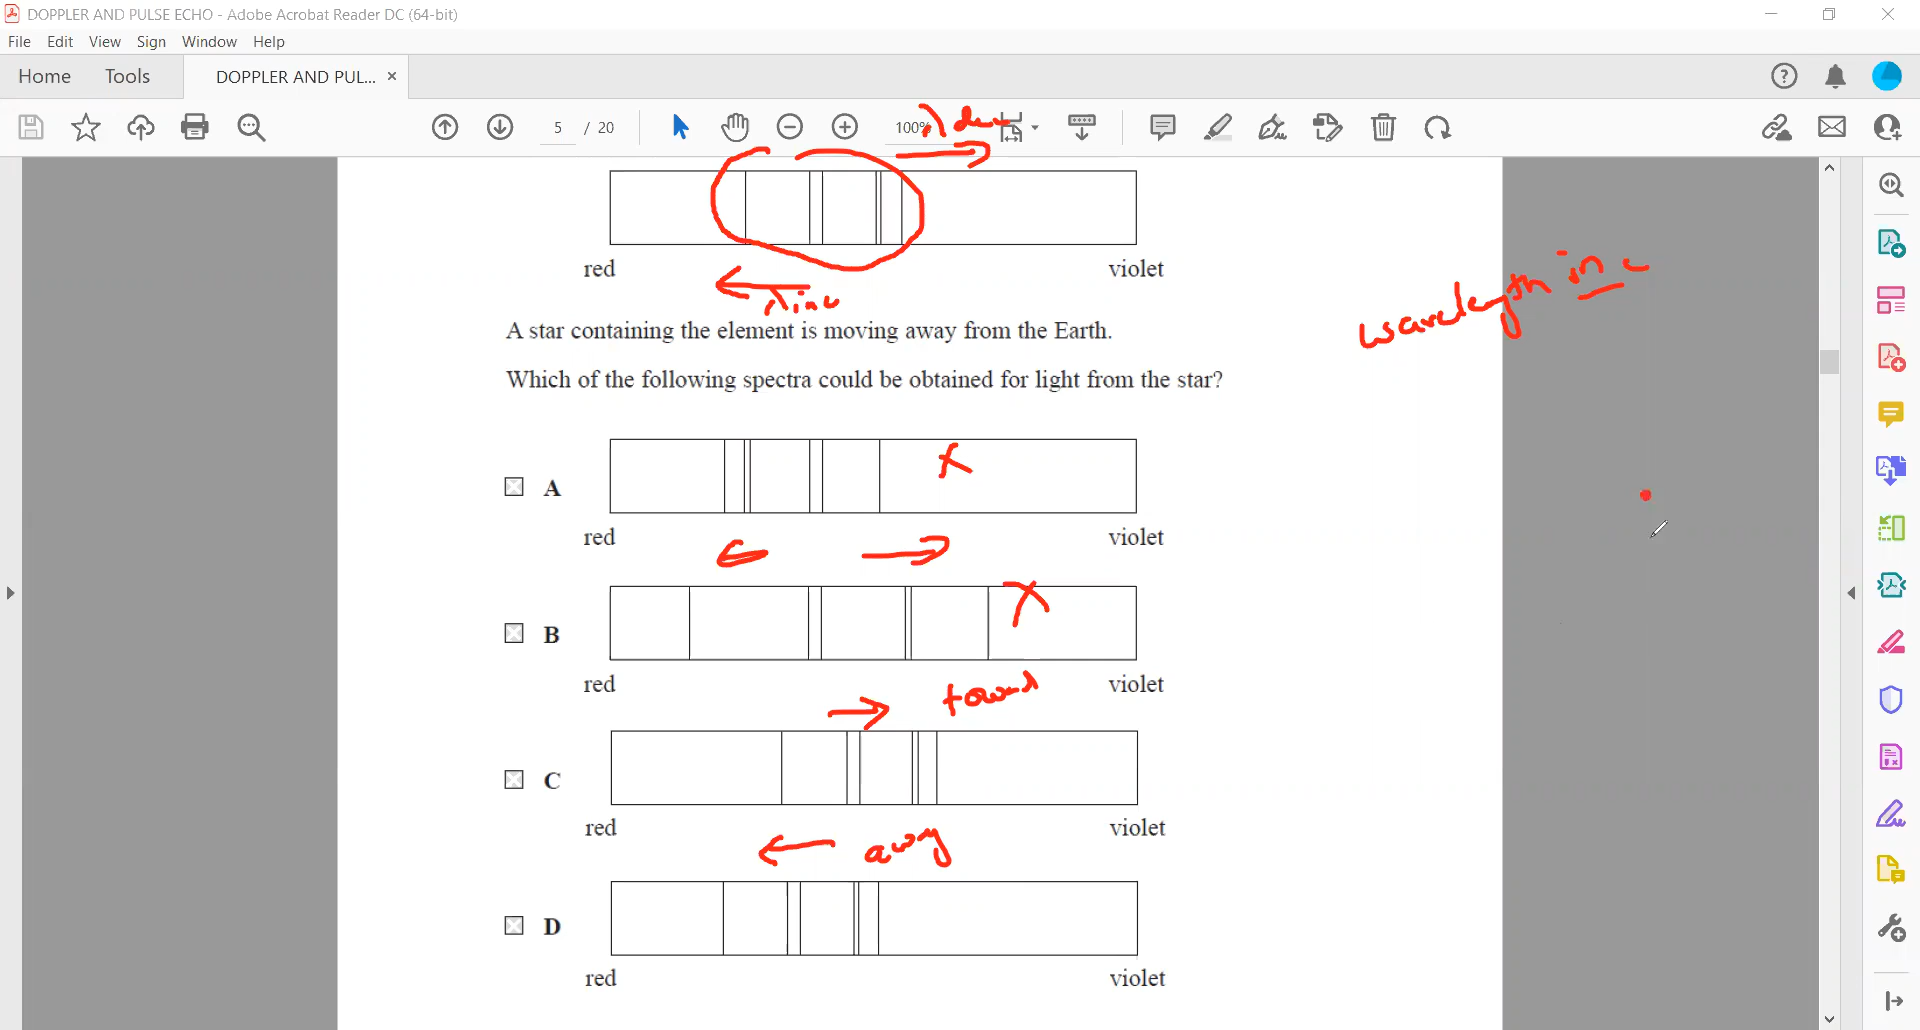 DOPPLER AND PULSE ECHO - Adobe Acrobat Reader DC (64-bit)
File Edit View Sign Window Help
Home Tools DOPPLER AND PUL... ×
5 / 20 100%
λ
red violet
λ inc
A star containing the element is moving away from the Earth.
wavelength inc
Which of the following spectra could be obtained for light from the star?
A
red violet
B
red violet
toward
C
red violet
away
D
red violet